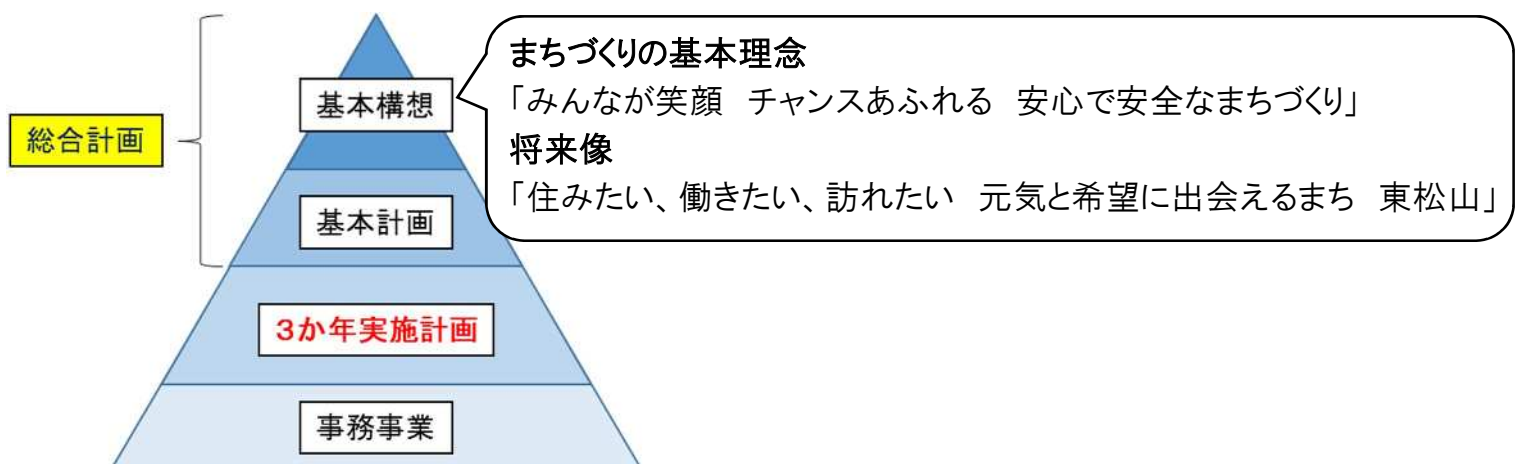 まちづくりの基本理念
「みんなが笑顔　チャンスあふれる　安心で安全なまちづくり」
将来像
「住みたい、働きたい、訪れたい　元気と希望に出会えるまち　東松山」
基本構想
総合計画
基本計画
３か年実施計画
事務事業